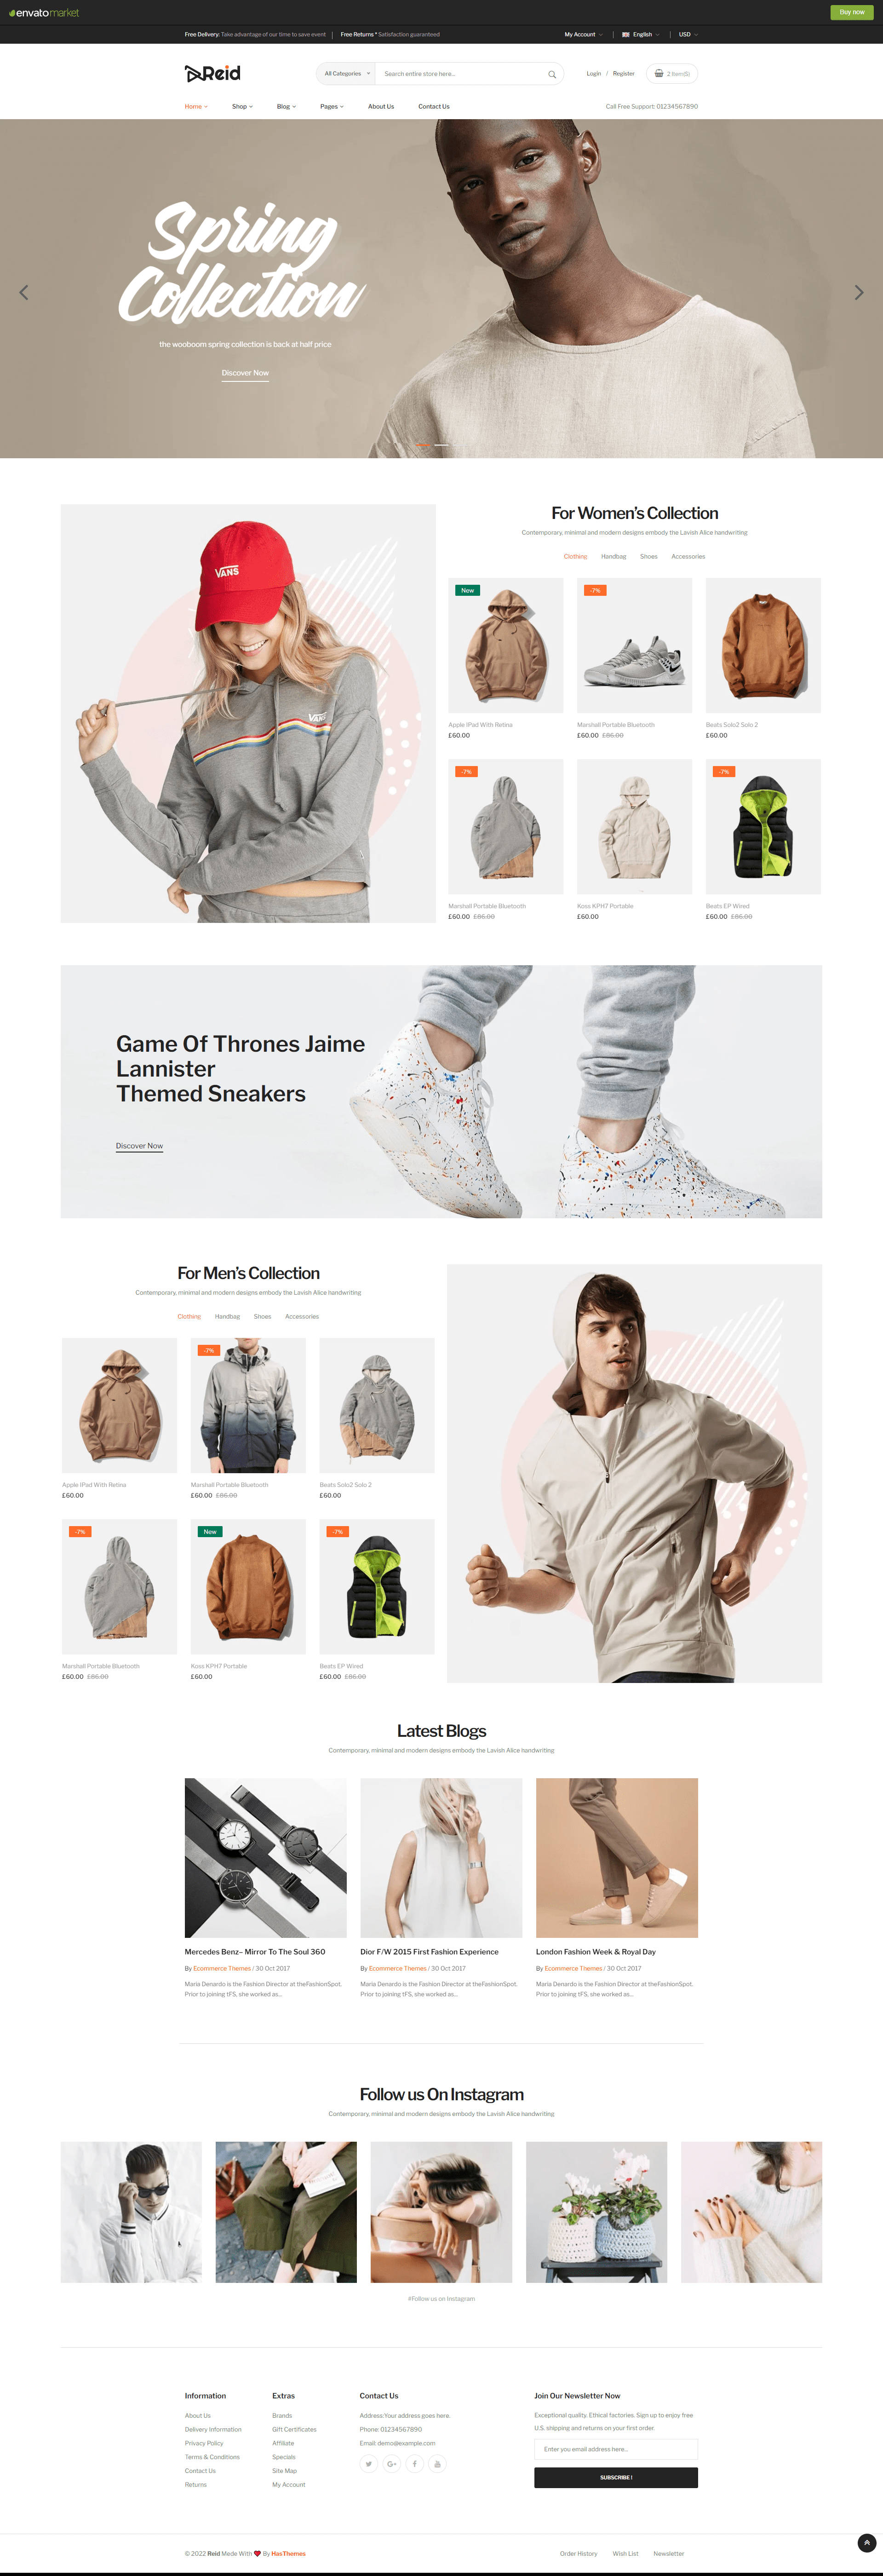 envatomarket
Buy now
Free Delivery: Take advantage of our time to save event
Free Returns * Satisfaction guaranteed
My Account
English
USD
Reid
All Categories
Search entire store here...
Login / Register
2 Item(S)
Home
Shop
Blog
Pages
About Us
Contact Us
Call Free Support: 01234567890
Spring
Collection
the wooboom spring collection is back at half price
Discover Now
VANS
VANS
For Women's Collection
Contemporary, minimal and modern designs embody the Lavish Alice handwriting
Clothing
Handbag
Shoes
Accessories
New
-7%
Apple IPad With Retina
£60.00
Marshall Portable Bluetooth
£60.00 £86.00
Beats Solo2 Solo 2
£60.00
-7%
-7%
Marshall Portable Bluetooth
£60.00 £86.00
Koss KPH7 Portable
£60.00
Beats EP Wired
£60.00 £86.00
Game Of Thrones Jaime
Lannister
Themed Sneakers
Discover Now
For Men's Collection
Contemporary, minimal and modern designs embody the Lavish Alice handwriting
Clothing
Handbag
Shoes
Accessories
-7%
Apple IPad With Retina
£60.00
Marshall Portable Bluetooth
£60.00 £86.00
Beats Solo2 Solo 2
£60.00
-7%
New
-7%
Marshall Portable Bluetooth
£60.00 £86.00
Koss KPH7 Portable
£60.00
Beats EP Wired
£60.00 £86.00
Latest Blogs
Contemporary, minimal and modern designs embody the Lavish Alice handwriting
Mercedes Benz– Mirror To The Soul 360
By Ecommerce Themes / 30 Oct 2017
Maria Denardo is the Fashion Director at theFashionSpot.
Prior to joining tFS, she worked as...
Dior F/W 2015 First Fashion Experience
By Ecommerce Themes / 30 Oct 2017
Maria Denardo is the Fashion Director at theFashionSpot.
Prior to joining tFS, she worked as...
London Fashion Week & Royal Day
By Ecommerce Themes / 30 Oct 2017
Maria Denardo is the Fashion Director at theFashionSpot.
Prior to joining tFS, she worked as...
Follow us On Instagram
Contemporary, minimal and modern designs embody the Lavish Alice handwriting
#Follow us on Instagram
Information
About Us
Delivery Information
Privacy Policy
Terms & Conditions
Contact Us
Returns
Extras
Brands
Gift Certificates
Affiliate
Specials
Site Map
My Account
Contact Us
Address:Your address goes here.
Phone: 01234567890
Email: demo@example.com
Join Our Newsletter Now
Exceptional quality. Ethical factories. Sign up to enjoy free
U.S. shipping and returns on your first order.
Enter you email address here...
SUBSCRIBE !
© 2022 Reid Made With ❤ By HasThemes
Order History
Wish List
Newsletter